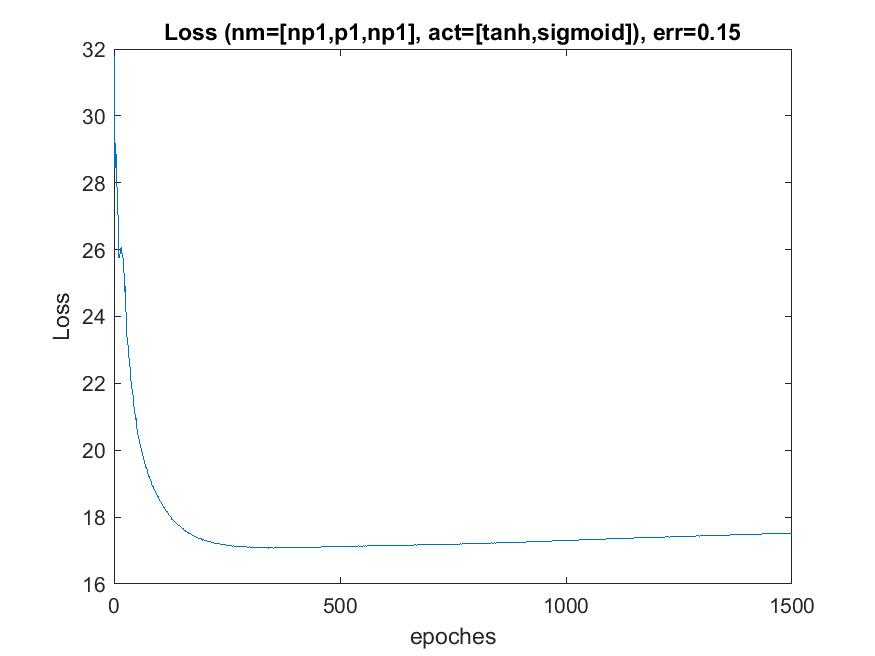 Loss (nm=[np1,p1,np1], act=[tanh,sigmoid]), err=0.15
32
30
28
26
24
22
20
18
16
Loss
0 500 1000 1500
epoches